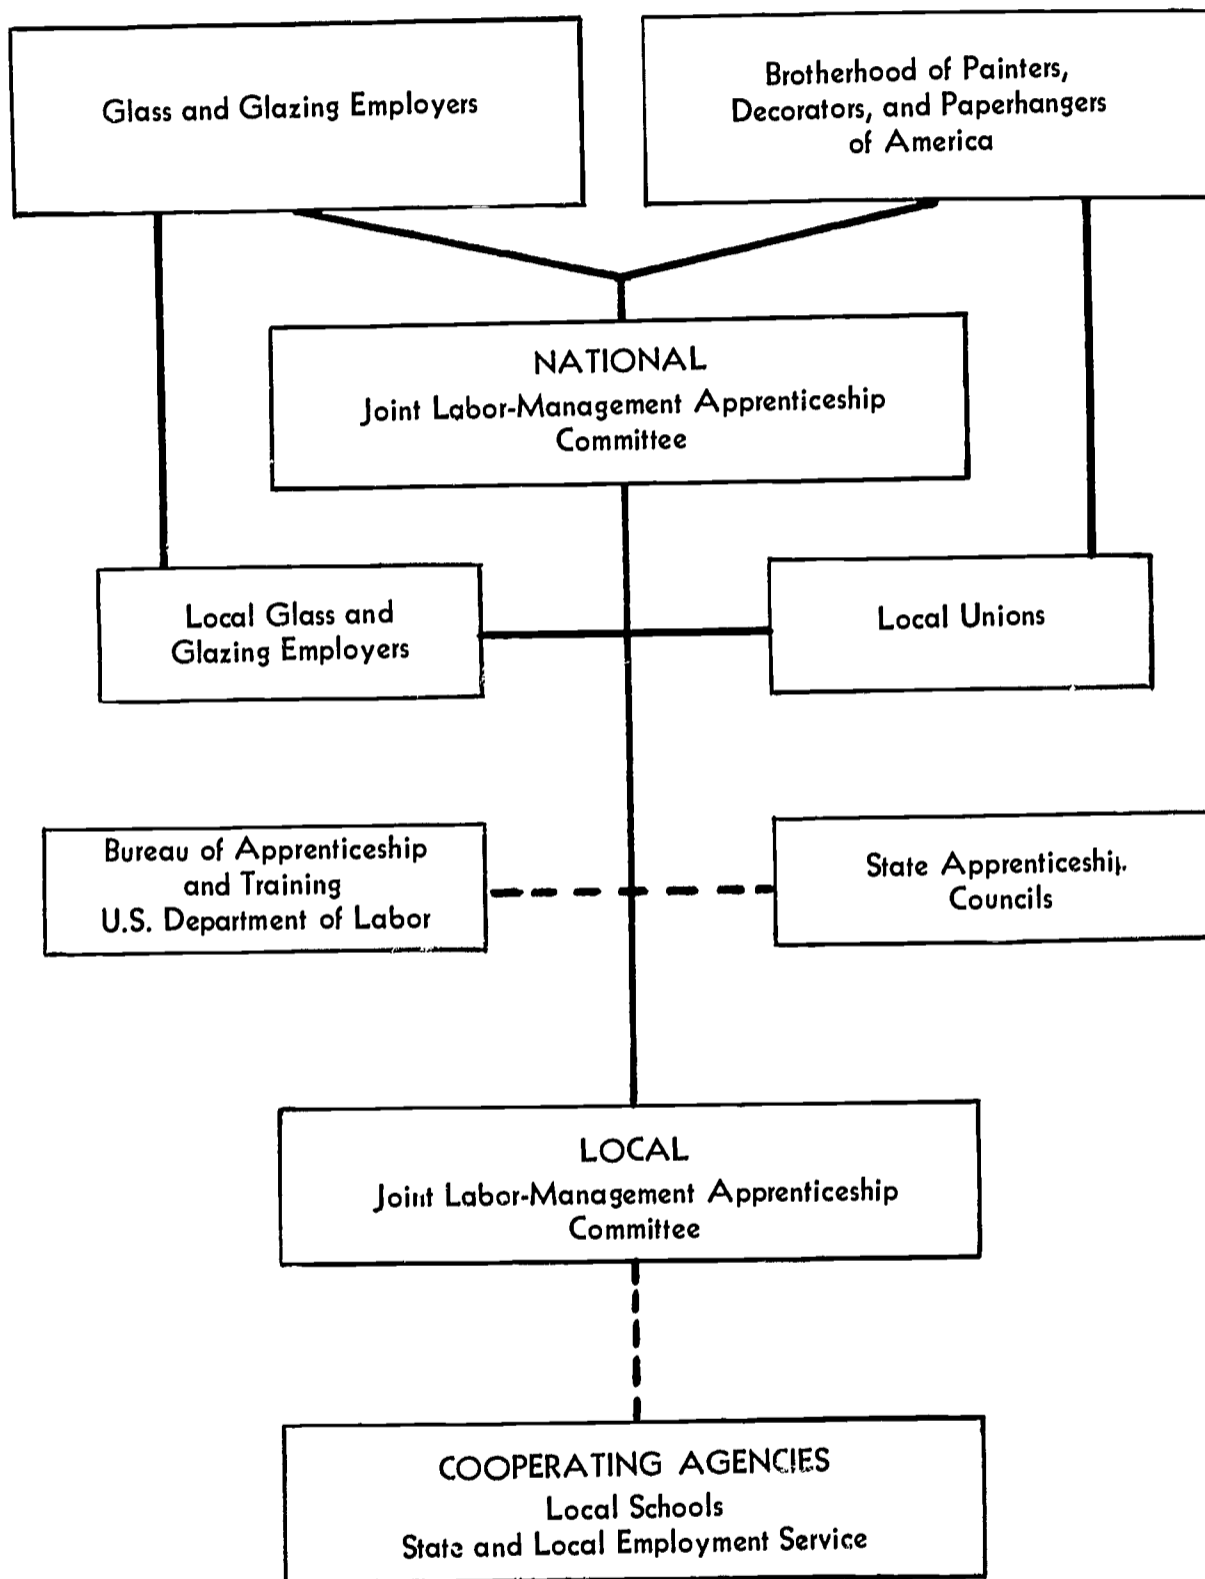 Glass and Glazing Employers
Brotherhood of Painters,
Decorators, and Paperhangers
of America
NATIONAL
Joint Labor-Management Apprenticeship
Committee
Local Glass and
Glazing Employers
Local Unions
Bureau of Apprenticeship
and Training
U.S. Department of Labor
State Apprenticeship
Councils
LOCAL
Joint Labor-Management Apprenticeship
Committee
COOPERATING AGENCIES
Local Schools
State and Local Employment Service